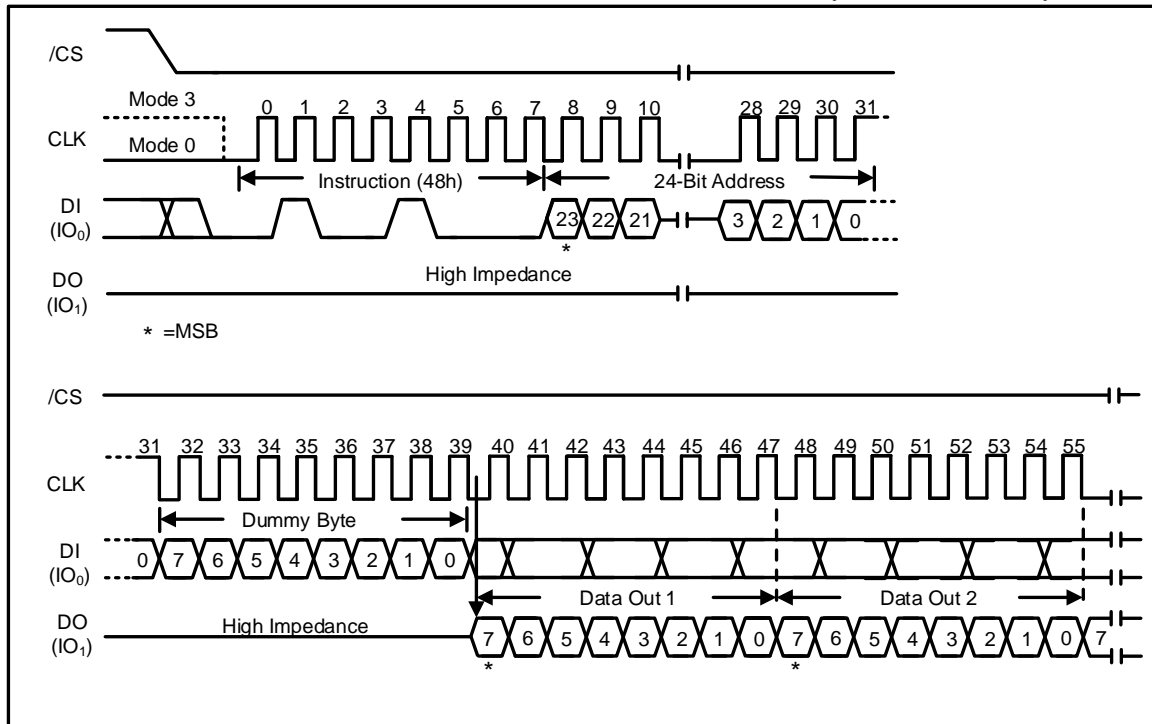 /CS
Mode 3
CLK
Mode 0
0 1 2 3 4 5 6 7 8 9 10 28 29 30 31
Instruction (48h)
24-Bit Address
DI
(IO₀)
23 22 21 3 2 1 0
*
High Impedance
DO
(IO₁)
* =MSB
/CS
31 32 33 34 35 36 37 38 39 40 41 42 43 44 45 46 47 48 49 50 51 52 53 54 55
CLK
Dummy Byte
DI
(IO₀)
0 7 6 5 4 3 2 1 0
Data Out 1
Data Out 2
DO
(IO₁)
High Impedance
7 6 5 4 3 2 1 0 7 6 5 4 3 2 1 0 7
* *